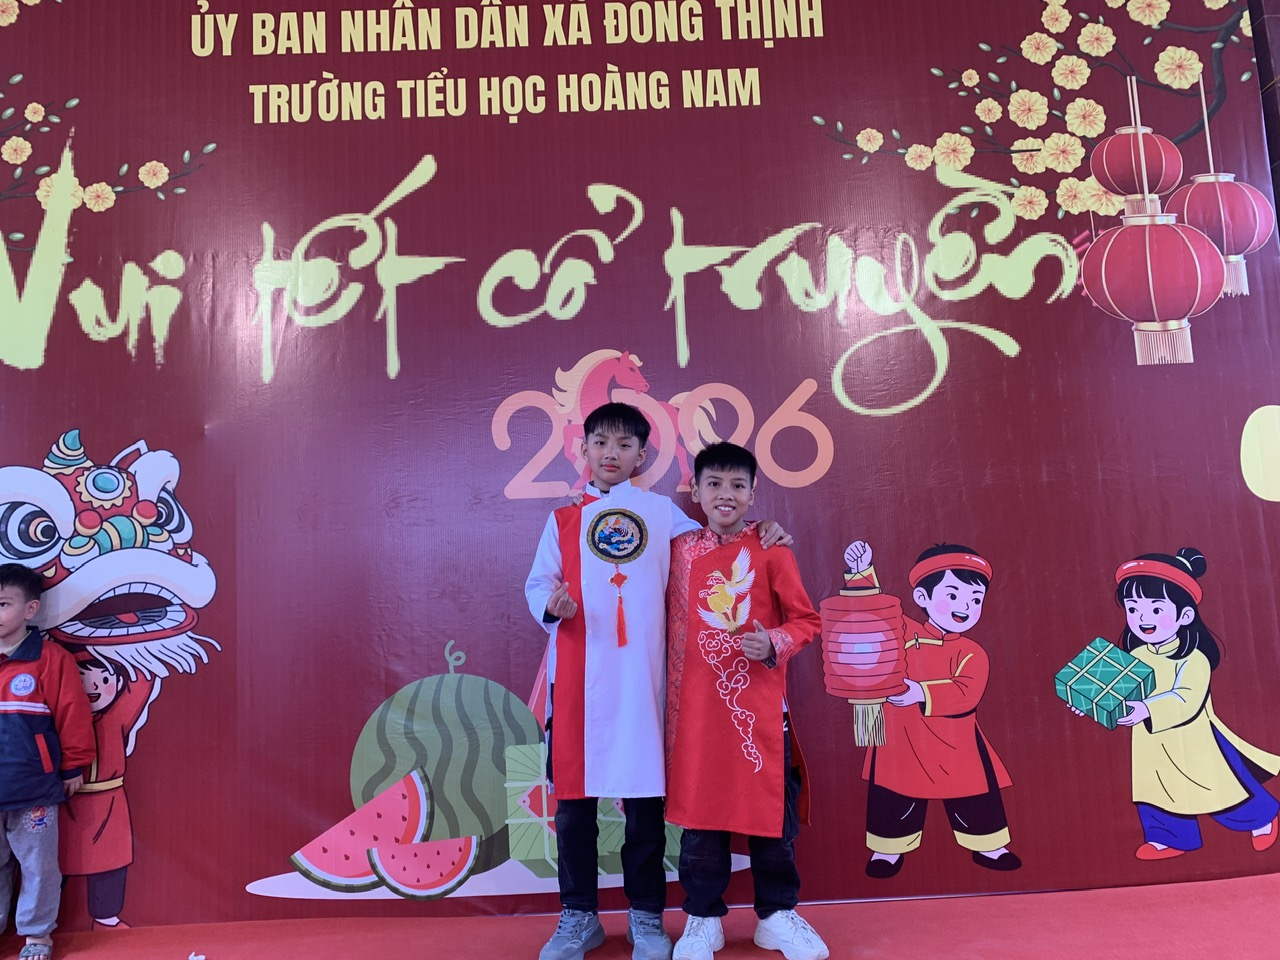 ỦY BAN NHÂN DÂN XÃ ĐỒNG THỊNH
TRƯỜNG TIỂU HỌC HOÀNG NAM
Vui tết cổ truyền
2026